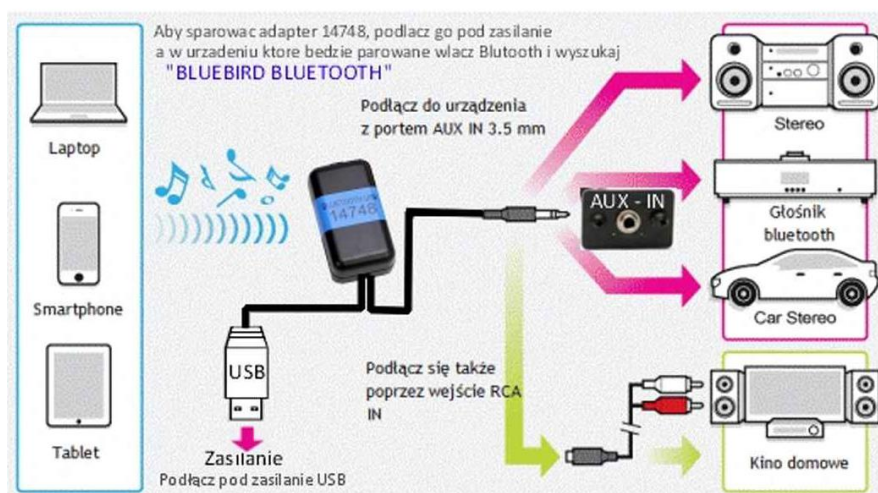 Aby sparowac adapter 14748, podlacz go pod zasilanie
a w urzadeniu ktore bedzie parowane wlacz Blutooth i wyszukaj
"BLUEBIRD BLUETOOTH"
Laptop
Smartphone
Tablet
14748
USB
Zasilanie
Podłącz pod zasilanie USB
Podłącz do urządzenia
z portem AUX IN 3.5 mm
AUX - IN
Podłącz się także
poprzez wejście RCA
IN
Stereo
Głośnik
bluetooth
Car Stereo
Kino domowe